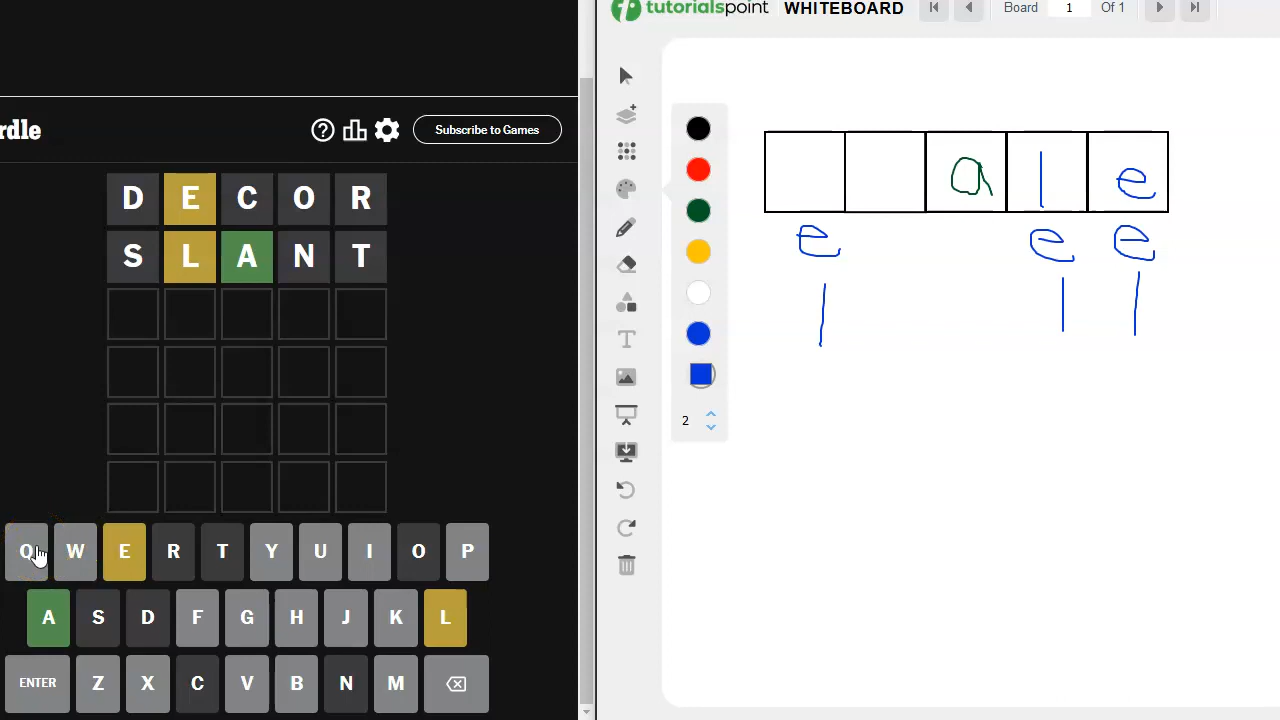 tutorialspoint WHITEBOARD Board 1 Of 1
rdle Subscribe to Games
D E C O R
S L A N T
a l e
e e e
l l l
2
Q W E R T Y U I O P
A S D F G H J K L
ENTER Z X C V B N M